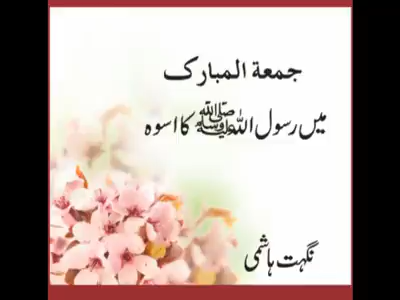 جمعة المبارک
میں رسول اللہ ﷺ کا اسوہ
نگہت ہاشمی